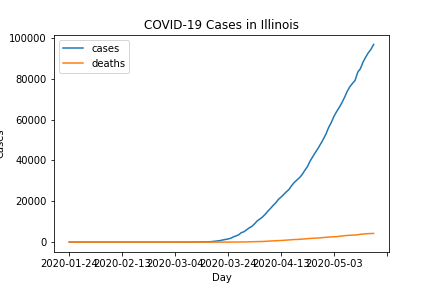 COVID-19 Cases in Illinois
100000
80000
60000
40000
20000
0
cases
deaths
cases
2020-01-24 2020-02-13 2020-03-04 2020-03-24 2020-04-13 2020-05-03
Day